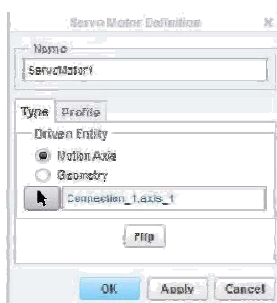 Servo Motor Definition
Name
ServoMotor1
Type Profile
Driven Entity
Motion Axis
Geometry
Connection_1.axis_1
Flip
OK Apply Cancel